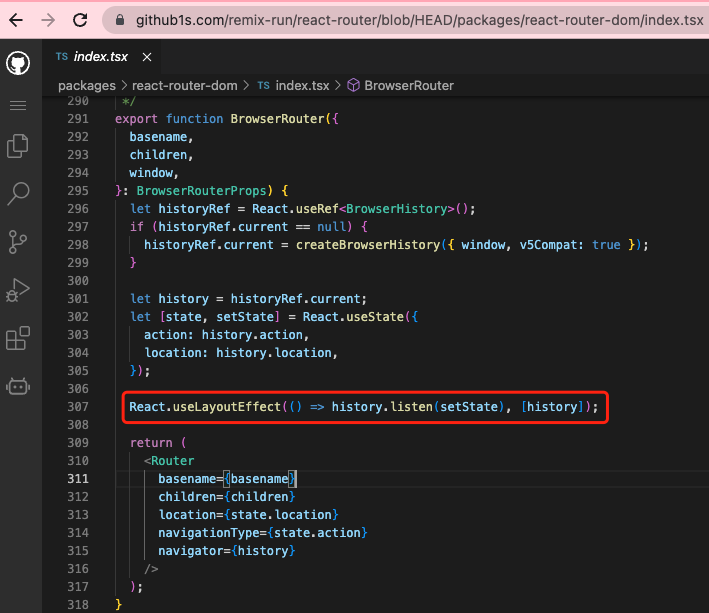 github1s.com/remix-run/react-router/blob/HEAD/packages/react-router-dom/index.tsx
TS index.tsx ×
packages > react-router-dom > TS index.tsx > BrowserRouter
290 */
291 export function BrowserRouter({
292 basename,
293 children,
294 window,
295 }: BrowserRouterProps) {
296 let historyRef = React.useRef<BrowserHistory>();
297 if (historyRef.current == null) {
298 historyRef.current = createBrowserHistory({ window, v5Compat: true });
299 }
300
301 let history = historyRef.current;
302 let [state, setState] = React.useState({
303 action: history.action,
304 location: history.location,
305 });
306
307 React.useLayoutEffect(() => history.listen(setState), [history]);
308
309 return (
310 <Router
311 basename={basename}
312 children={children}
313 location={state.location}
314 navigationType={state.action}
315 navigator={history}
316 />
317 );
318 }